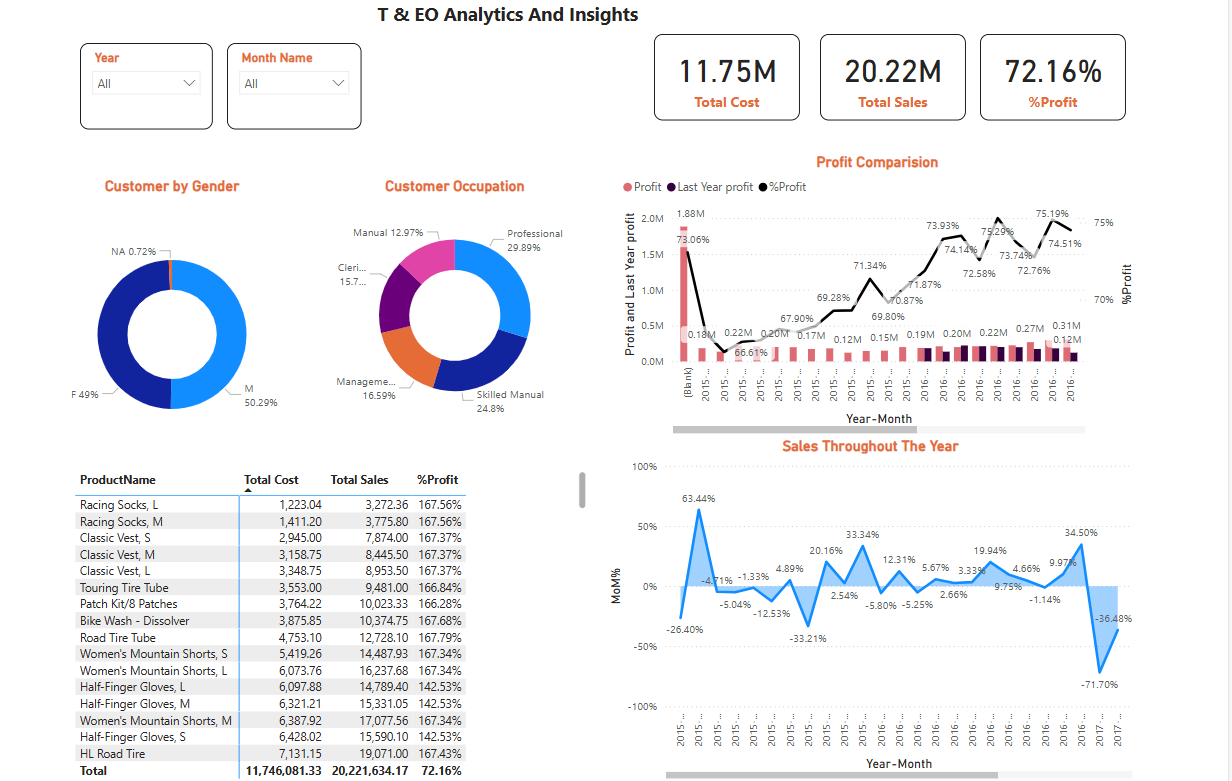 T & EO Analytics And Insights
Year
All
Month Name
All
11.75M
Total Cost
20.22M
Total Sales
72.16%
%Profit
Customer by Gender
NA 0.72%
F 49%
M
50.29%
Customer Occupation
Manual 12.97%
Professional
29.89%
Cleri...
15.7...
Manageme...
16.59%
Skilled Manual
24.8%
Profit Comparision
Profit Last Year profit %Profit
Profit and Last Year profit
2.0M
1.5M
1.0M
0.5M
0.0M
1.88M
73.06%
0.18M
0.22M
66.61%
0.20M
67.90%
0.17M
69.28%
0.12M
71.34%
0.15M
69.80%
70.87%
0.19M
71.87%
73.93%
0.20M
74.14%
72.58%
0.22M
75.29%
73.74%
0.27M
72.76%
75.19%
0.31M
74.51%
0.12M
75%
70%
%Profit
(Blank) 2015-... 2015-... 2015-... 2015-... 2015-... 2015-... 2015-... 2015-... 2015-... 2015-... 2015-... 2015-... 2016-... 2016-... 2016-... 2016-... 2016-... 2016-... 2016-... 2016-... 2016-...
Year-Month
ProductName Total Cost Total Sales %Profit
Racing Socks, L 1,223.04 3,272.36 167.56%
Racing Socks, M 1,411.20 3,775.80 167.56%
Classic Vest, S 2,945.00 7,874.00 167.37%
Classic Vest, M 3,158.75 8,445.50 167.37%
Classic Vest, L 3,348.75 8,953.50 167.37%
Touring Tire Tube 3,553.00 9,481.00 166.84%
Patch Kit/8 Patches 3,764.22 10,023.33 166.28%
Bike Wash - Dissolver 3,875.85 10,374.75 167.68%
Road Tire Tube 4,753.10 12,728.10 167.79%
Women's Mountain Shorts, S 5,419.26 14,487.93 167.34%
Women's Mountain Shorts, L 6,073.76 16,237.68 167.34%
Half-Finger Gloves, L 6,097.88 14,789.40 142.53%
Half-Finger Gloves, M 6,321.21 15,331.05 142.53%
Women's Mountain Shorts, M 6,387.92 17,077.56 167.34%
Half-Finger Gloves, S 6,428.02 15,590.10 142.53%
HL Road Tire 7,131.15 19,071.00 167.43%
Total 11,746,081.33 20,221,634.17 72.16%
Sales Throughout The Year
MoM%
100%
50%
0%
-50%
-100%
-26.40%
63.44%
-4.71%
-5.04%
-1.33%
-12.53%
4.89%
-33.21%
20.16%
2.54%
33.34%
-5.80%
12.31%
-5.25%
5.67%
2.66%
3.33%
19.94%
9.75%
4.66%
-1.14%
9.97%
34.50%
-71.70%
-36.48%
2015-... 2015-... 2015-... 2015-... 2015-... 2015-... 2015-... 2015-... 2015-... 2015-... 2015-... 2016-... 2016-... 2016-... 2016-... 2016-... 2016-... 2016-... 2016-... 2016-... 2016-... 2016-... 2016-... 2017-... 2017-...
Year-Month